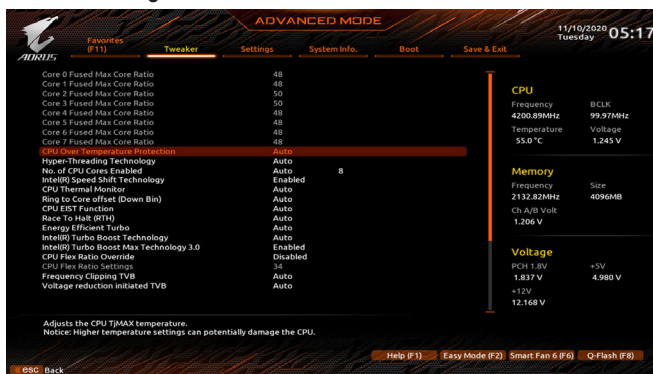 ADVANCED MODE
11/10/2020 Tuesday 05:17
AORUS
Favorites (F11) Tweaker Settings System Info. Boot Save & Exit
Core 0 Fused Max Core Ratio 48
Core 1 Fused Max Core Ratio 48
Core 2 Fused Max Core Ratio 50
Core 3 Fused Max Core Ratio 50
Core 4 Fused Max Core Ratio 48
Core 5 Fused Max Core Ratio 48
Core 6 Fused Max Core Ratio 48
Core 7 Fused Max Core Ratio 48
CPU Over Temperature Protection Auto
Hyper-Threading Technology Auto
No. of CPU Cores Enabled Auto 8
Intel(R) Speed Shift Technology Enabled
CPU Thermal Monitor Auto
Ring to Core offset (Down Bin) Auto
CPU EIST Function Auto
Race To Halt (RTH) Auto
Energy Efficient Turbo Auto
Intel(R) Turbo Boost Technology Auto
Intel(R) Turbo Boost Max Technology 3.0 Enabled
CPU Flex Ratio Override Disabled
CPU Flex Ratio Settings 34
Frequency Clipping TVB Auto
Voltage reduction initiated TVB Auto
CPU
Frequency BCLK
4200.89MHz 99.97MHz
Temperature Voltage
55.0 °C 1.245 V
Memory
Frequency Size
2132.82MHz 4096MB
Ch A/B Volt
1.206 V
Voltage
PCH 1.8V +5V
1.837 V 4.980 V
+12V
12.168 V
Adjusts the CPU TjMAX temperature.
Notice: Higher temperature settings can potentially damage the CPU.
Help (F1) Easy Mode (F2) Smart Fan 6 (F6) Q-Flash (F8)
esc Back